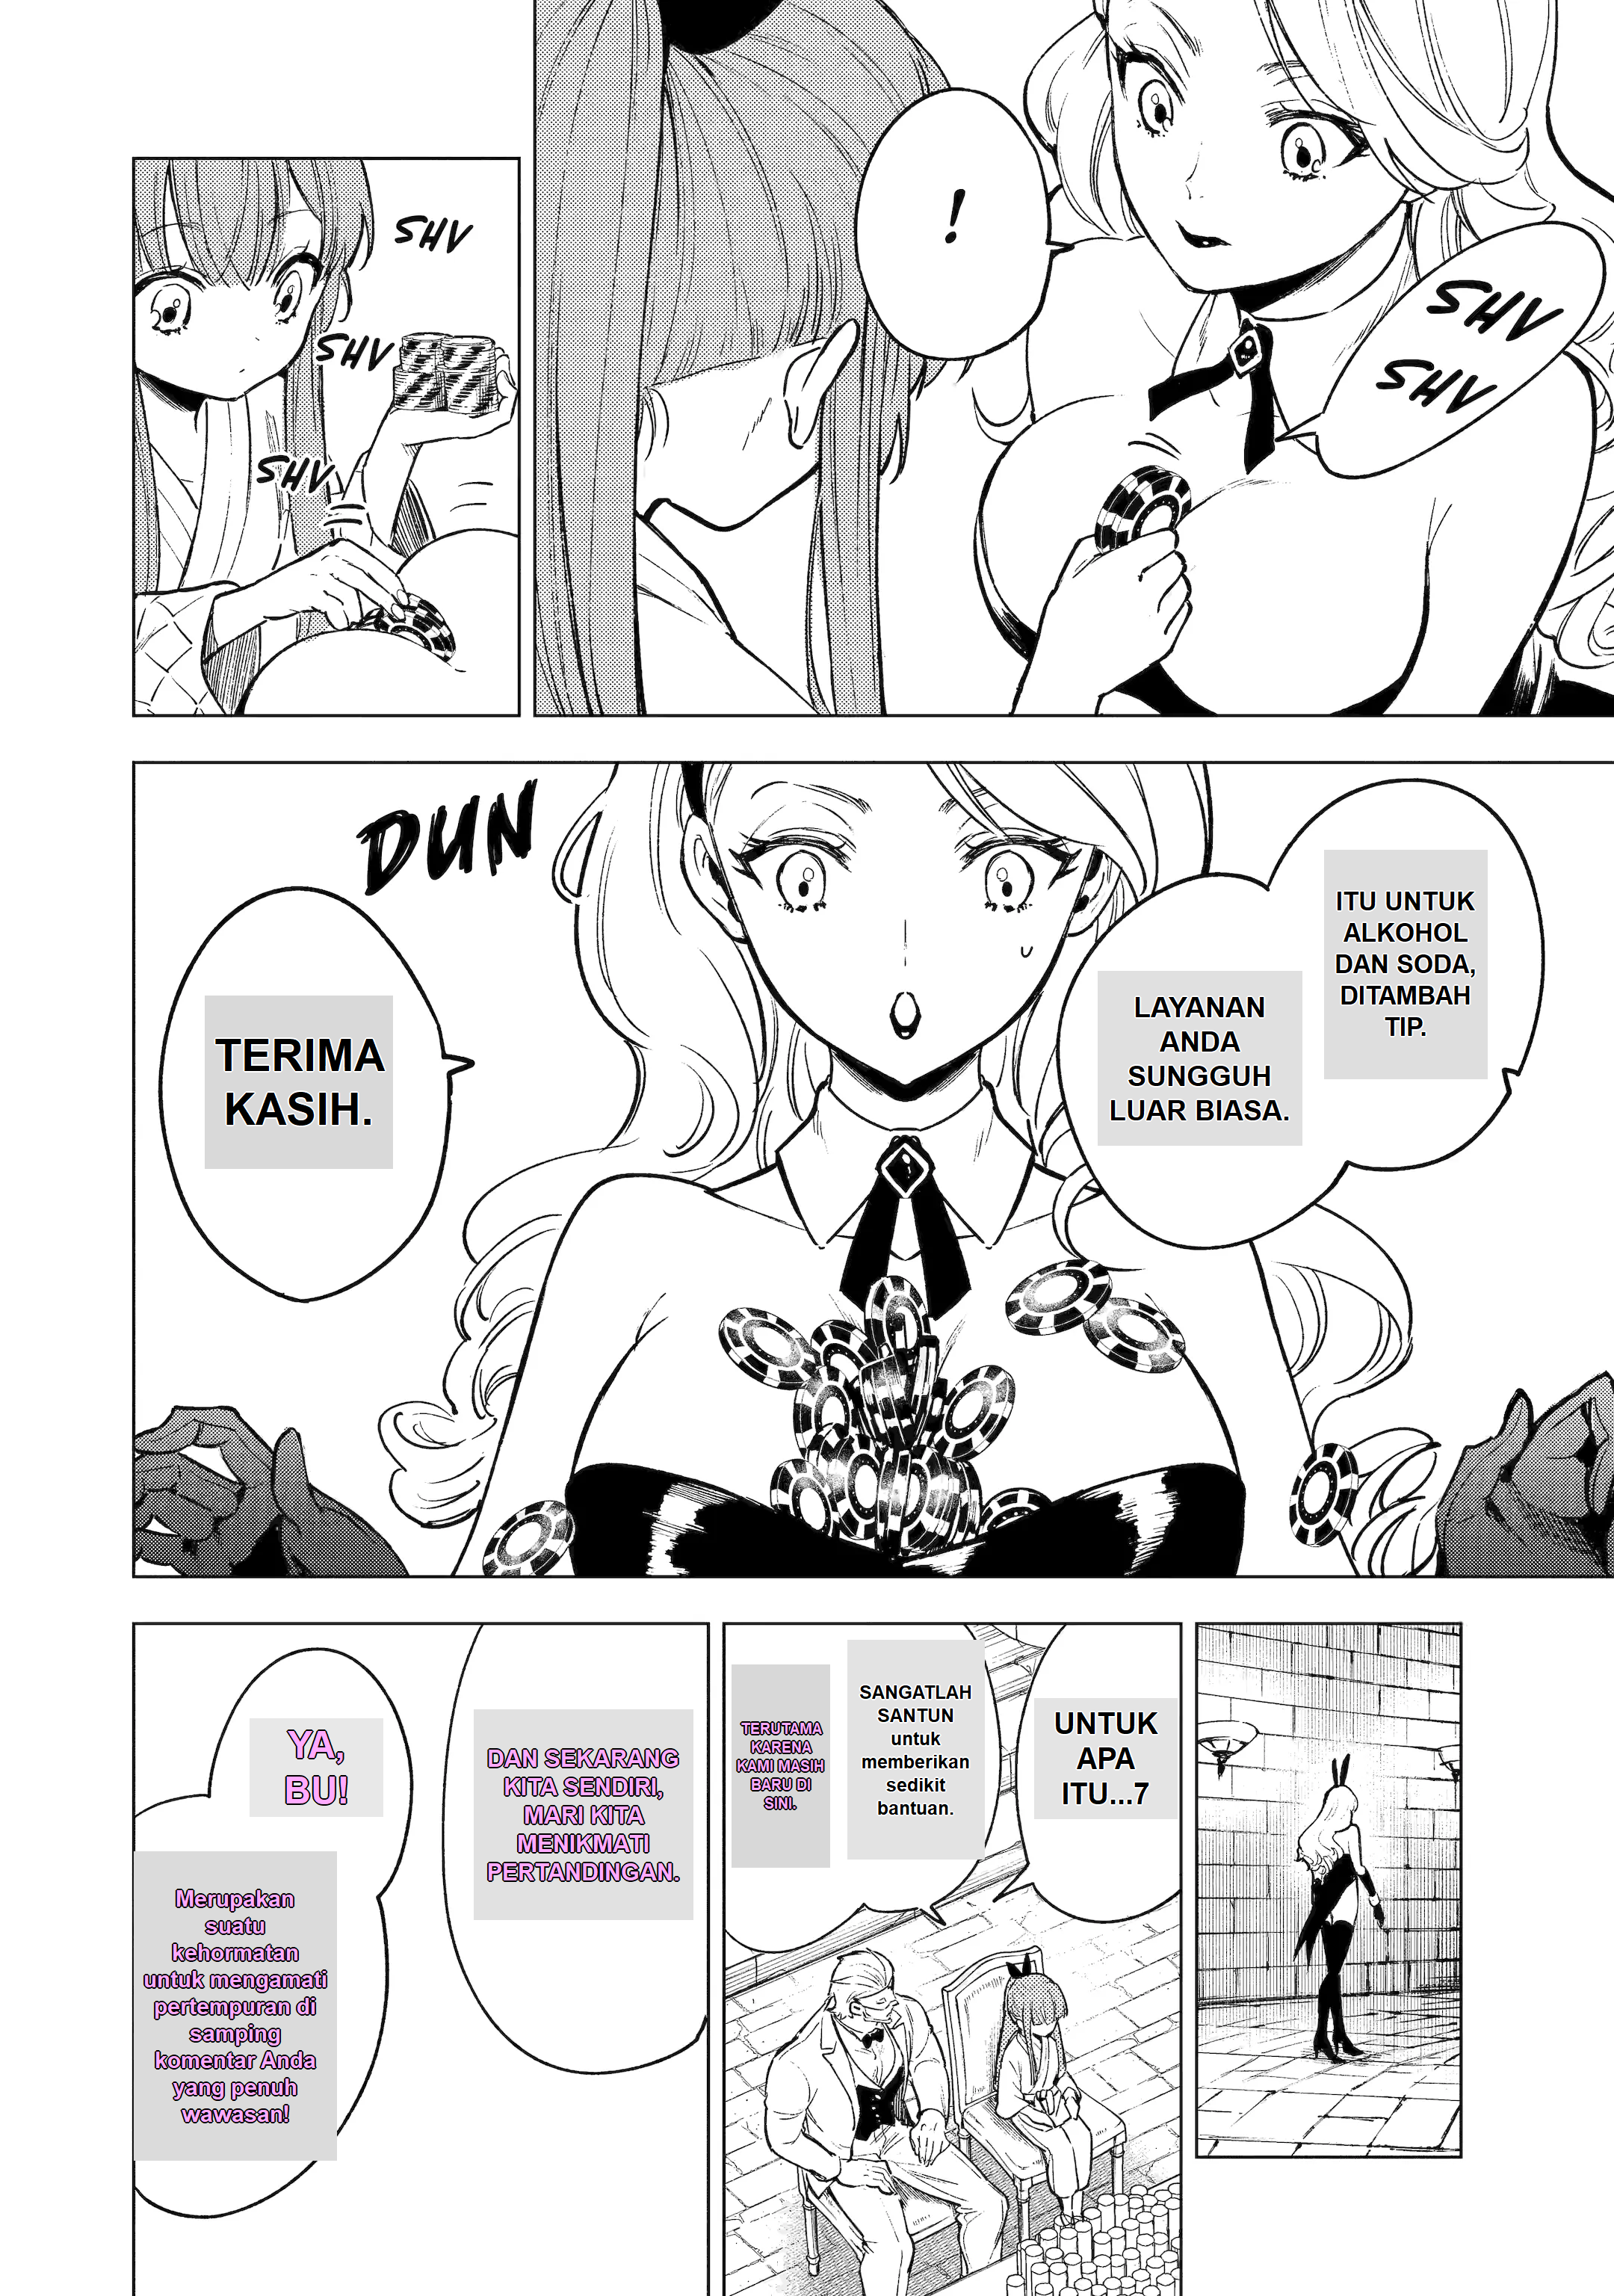 !
SHV
SHV
SHV
SHV
SHV
DUN
ITU UNTUK
ALKOHOL
DAN SODA,
DITAMBAH
TIP.
LAYANAN
ANDA
SUNGGUH
LUAR BIASA.
TERIMA
KASIH.
UNTUK
APA
ITU...7
SANGATLAH
SANTUN
untuk
memberikan
sedikit
bantuan.
TERUTAMA
KARENA
KAMI MASIH
BARU DI
SINI.
DAN SEKARANG
KITA SENDIRI,
MARI KITA
MENIKMATI
PERTANDINGAN.
YA,
BU!
Merupakan
suatu
kehormatan
untuk mengamati
pertempuran di
samping
komentar Anda
yang penuh
wawasan!